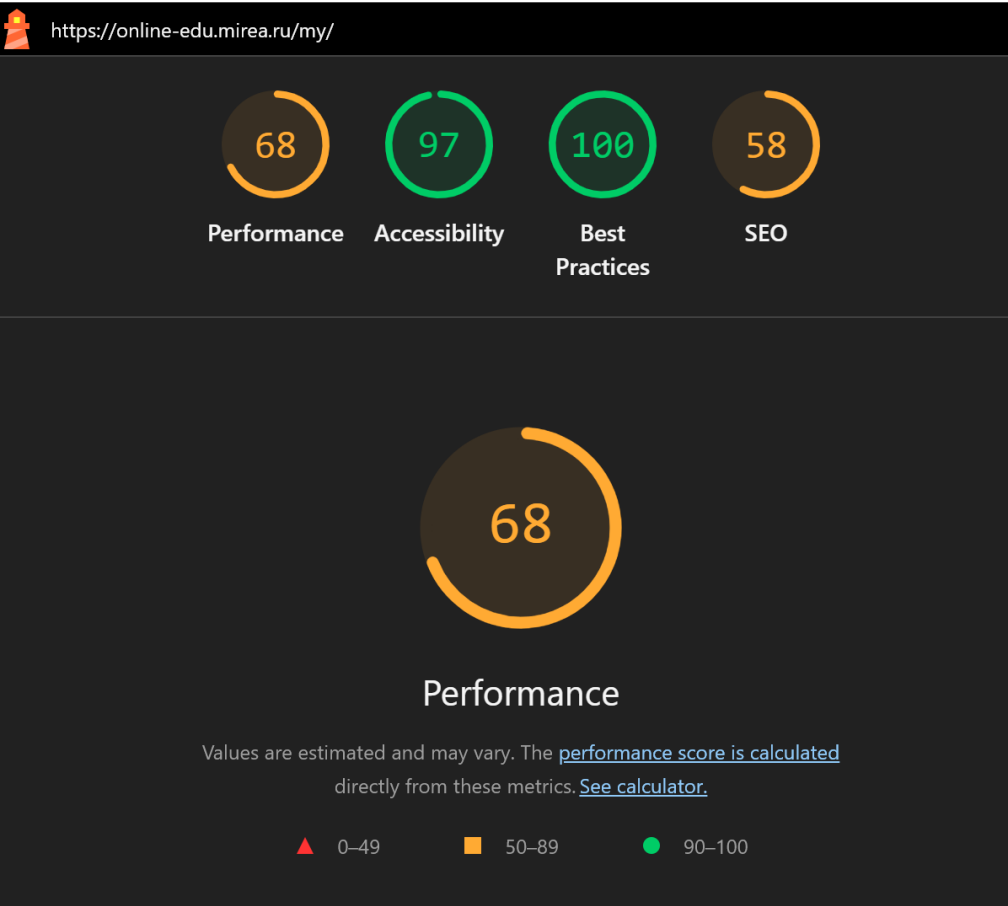 https://online-edu.mirea.ru/my/
68 97 100 58
Performance Accessibility Best Practices SEO
68
Performance
Values are estimated and may vary. The performance score is calculated
directly from these metrics. See calculator.
0–49 50–89 90–100